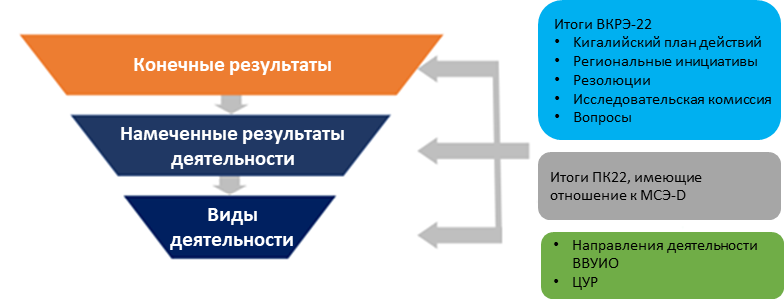 Конечные результаты
Намеченные результаты
деятельности
Виды
деятельности
Итоги ВКРЭ-22
• Кигалийский план действий
• Региональные инициативы
• Резолюции
• Исследовательская комиссия
• Вопросы
Итоги ПК22, имеющие
отношение к МСЭ-D
• Направления деятельности
ВВУИО
• ЦУР